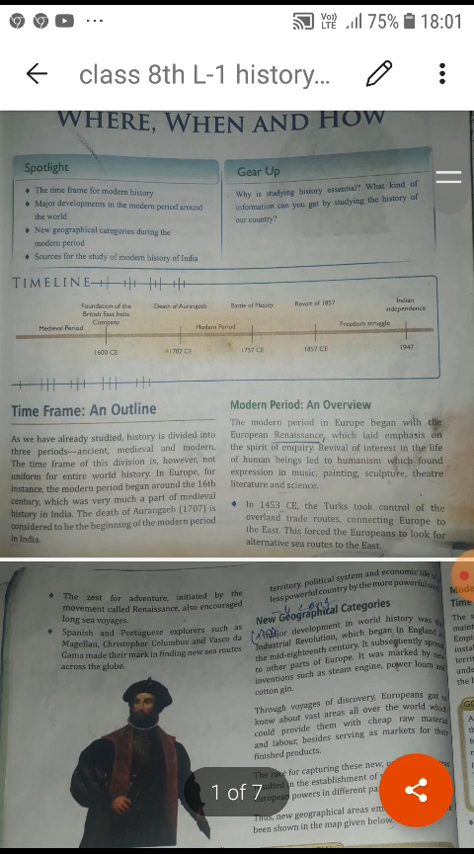 Vo))
LTE
75%
18:01
class 8th L-1 history...
WHERE, WHEN AND HOW
Spotlight
The time frame for modern history
Major developments in the modern period around
the world
New geographical categories during the
modern period
Sources for the study of modern history of India
Gear Up
Why is studying history essential? What kind of
information can you get by studying the history of
our country?
TIMELINE
Foundation of the
British East India
Company
Death of Aurangzeb
Battle of Plassey
Revolt of 1857
Indian
independence
Medieval Period
Modern Period
Freedom struggle
1600 CE
1707 CE
1757 CE
1857 CE
1947
Time Frame: An Outline
As we have already studied, history is divided into
three periods—ancient, medieval and modern.
The time frame of this division is, however, not
uniform for entire world history. In Europe, for
instance, the modern period began around the 16th
century, which was very much a part of medieval
history in India. The death of Aurangzeb (1707) is
considered to be the beginning of the modern period
in India.
Modern Period: An Overview
The modern period in Europe began with the
European Renaissance, which laid emphasis on
the spirit of enquiry. Revival of interest in the life
of human beings led to humanism which found
expression in music, painting, sculpture, theatre
literature and science.
In 1453 CE, the Turks took control of the
overland trade routes, connecting Europe to
the East. This forced the Europeans to look for
alternative sea routes to the East.
The zest for adventure, initiated by the
movement called Renaissance, also encouraged
long sea voyages.
Spanish and Portuguese explorers such as
Magellan, Christopher Columbus and Vasco da
Gama made their mark in finding new sea routes
across the globe.
territory, political system and economic life
less powerful country by the more powerful
New Geographical Categories
major development in world history was
Industrial Revolution, which began in England
the mid-eighteenth century. It subsequently
to other parts of Europe. It was marked by
inventions such as steam engine, power loom
cotton gin.
Through voyages of discovery, Europeans got
know about vast areas all over the world
could provide them with cheap raw material
and labour, besides serving as markets for their
finished products.
The race for capturing these new,
in the establishment of
European powers in different
Thus, new geographical areas
been shown in the map given below.
Time
1 of 7